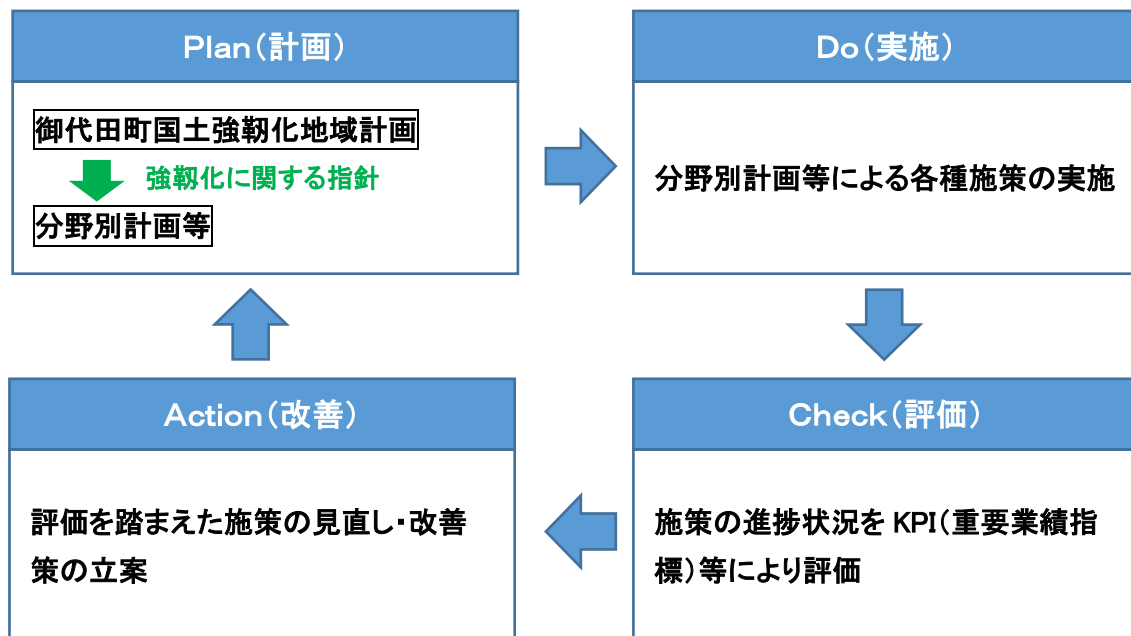 Plan（計画）
御代田町国土強靭化地域計画
強靭化に関する指針
分野別計画等
Do（実施）
分野別計画等による各種施策の実施
Action（改善）
評価を踏まえた施策の見直し・改善
策の立案
Check（評価）
施策の進捗状況を KPI（重要業績指
標）等により評価